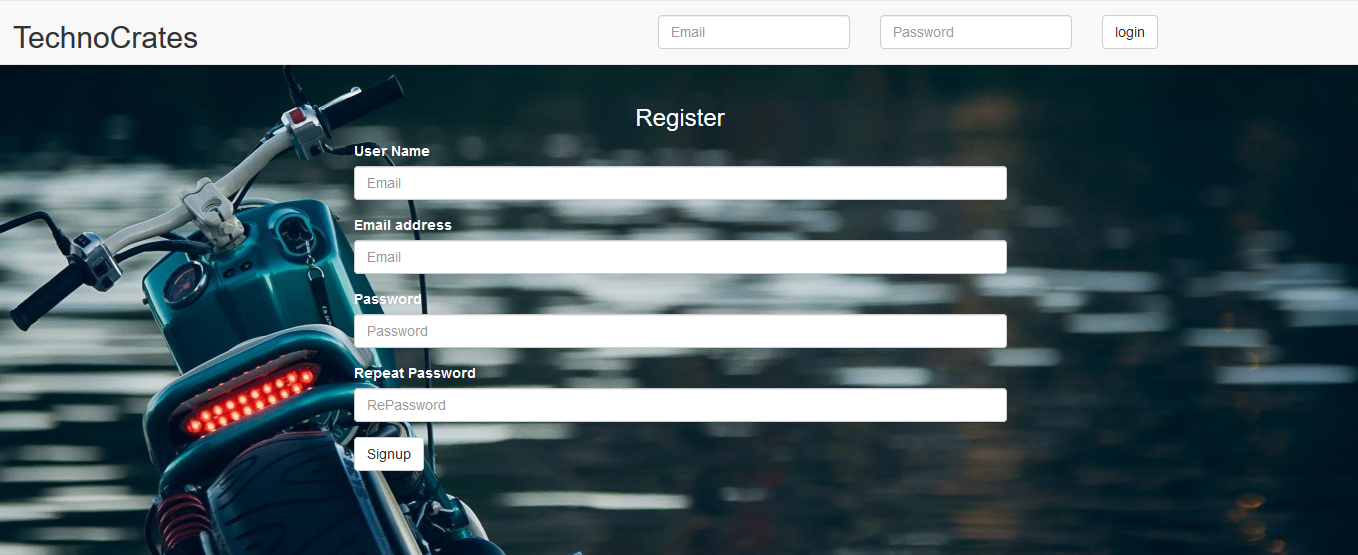 TechnoCrates
Email Password login
Register
User Name
Email
Email address
Email
Password
Password
Repeat Password
RePassword
Signup